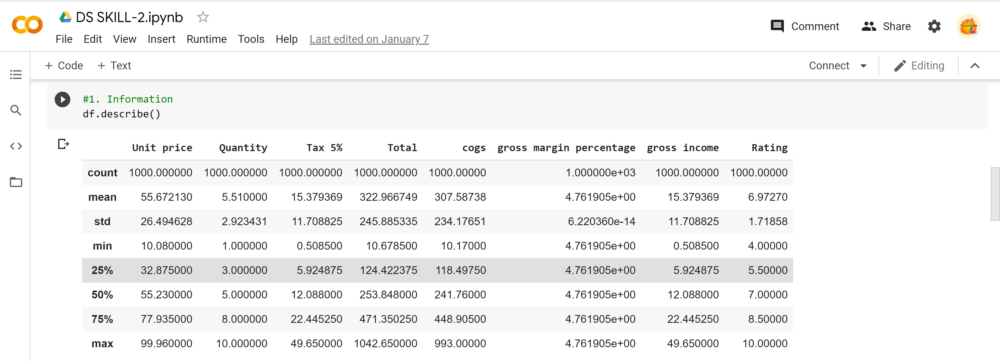 DS SKILL-2.ipynb
File Edit View Insert Runtime Tools Help Last edited on January 7
Comment Share
+ Code + Text
Connect Editing
#1. Information
df.describe()
Unit price Quantity Tax 5% Total cogs gross margin percentage gross income Rating
count 1000.000000 1000.000000 1000.000000 1000.000000 1000.00000 1.000000e+03 1000.000000 1000.00000
mean 55.672130 5.510000 15.379369 322.966749 307.58738 4.761905e+00 15.379369 6.97270
std 26.494628 2.923431 11.708825 245.885335 234.17651 6.220360e-14 11.708825 1.71858
min 10.080000 1.000000 0.508500 10.678500 10.17000 4.761905e+00 0.508500 4.00000
25% 32.875000 3.000000 5.924875 124.422375 118.49750 4.761905e+00 5.924875 5.50000
50% 55.230000 5.000000 12.088000 253.848000 241.76000 4.761905e+00 12.088000 7.00000
75% 77.935000 8.000000 22.445250 471.350250 448.90500 4.761905e+00 22.445250 8.50000
max 99.960000 10.000000 49.650000 1042.650000 993.00000 4.761905e+00 49.650000 10.00000